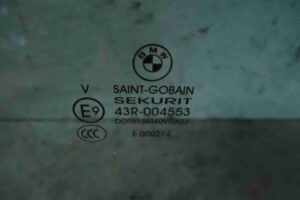 BMW
V SAINT-GOBAIN
SEKURIT
E9 43R-004553
CCC E 000214